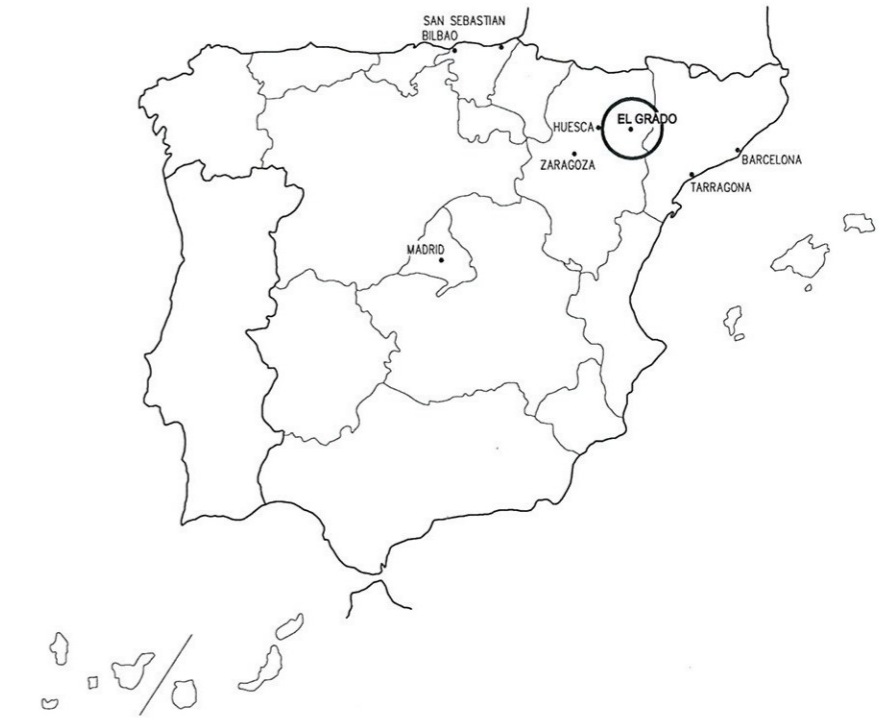 SAN SEBASTIAN
BILBAO
EL GRADO
HUESCA
ZARAGOZA
BARCELONA
TARRAGONA
MADRID